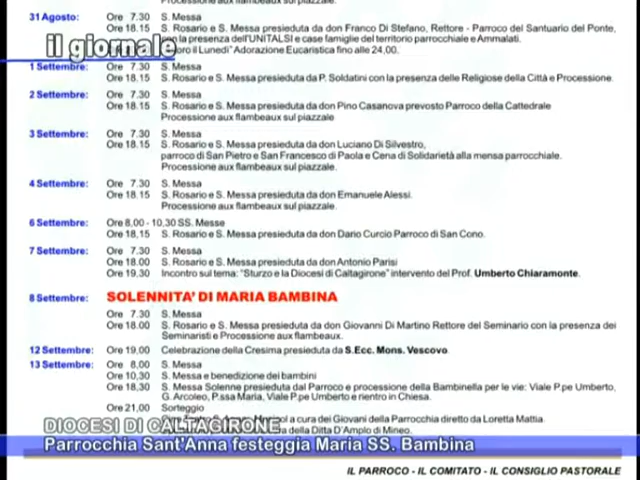 31 Agosto: Ore 7.30 S. Messa
Ore 18.15 S. Rosario e S. Messa presieduta da don Franco Di Stefano, Rettore - Parroco del Santuario del Ponte,
con la presenza dell'UNITALSI e case famiglie del territorio parrocchiale e Ammalati.
oro il Lunedì" Adorazione Eucaristica fino alle 24,00.
il giornale
1 Settembre: Ore 7.30 S. Messa
Ore 18.15 S. Rosario e S. Messa presieduta da P. Soldatini con la presenza delle Religiose della Città e Processione.
2 Settembre: Ore 7.30 S. Messa
Ore 18.15 S. Rosario e S. Messa presieduta da don Pino Casanova prevosto Parroco della Cattedrale
Processione aux flambeaux sul piazzale
3 Settembre: Ore 7.30 S. Messa
Ore 18.15 S. Rosario e S. Messa presieduta da don Luciano Di Silvestro,
parroco di San Pietro e San Francesco di Paola e Cena di Solidarietà alla mensa parrocchiale.
Processione aux flambeaux sul piazzale.
4 Settembre: Ore 7.30 S. Messa
Ore 18.15 S. Rosario e S. Messa presieduta da don Emanuele Alessi.
Processione aux flambeaux sul piazzale.
6 Settembre: Ore 8,00 - 10,30 SS. Messe
Ore 18,15 S. Rosario e S. Messa presieduta da don Dario Curcio Parroco di San Cono.
7 Settembre: Ore 7.30 S. Messa
Ore 18.00 S. Rosario e S. Messa presieduta da don Antonio Parisi
Ore 19,30 Incontro sul tema: "Sturzo e la Diocesi di Caltagirone" intervento del Prof. Umberto Chiaramonte.
8 Settembre: SOLENNITA' DI MARIA BAMBINA
Ore 7.30 S. Messa
Ore 18.00 S. Rosario e S. Messa presieduta da don Giovanni Di Martino Rettore del Seminario con la presenza dei
Seminaristi e Processione aux flambeaux.
12 Settembre: Ore 19,00 Celebrazione della Cresima presieduta da S.Ecc. Mons. Vescovo.
13 Settembre: Ore 8,00 S. Messa
Ore 10,30 S. Messa e benedizione dei bambini
Ore 18,30 S. Messa Solenne presieduta dal Parroco e processione della Bambinella per le vie: Viale P.pe Umberto,
G. Arcoleo, P.ssa Maria, Viale P.pe Umberto e rientro in Chiesa.
Ore 21,00 Sorteggio
a cura dei Giovani della Parrocchia diretto da Loretta Mattia.
della Ditta D'Amplo di Mineo.
DIOCESI DI CALTAGIRONE
Parrocchia Sant'Anna festeggia Maria SS. Bambina
IL PARROCO - IL COMITATO - IL CONSIGLIO PASTORALE